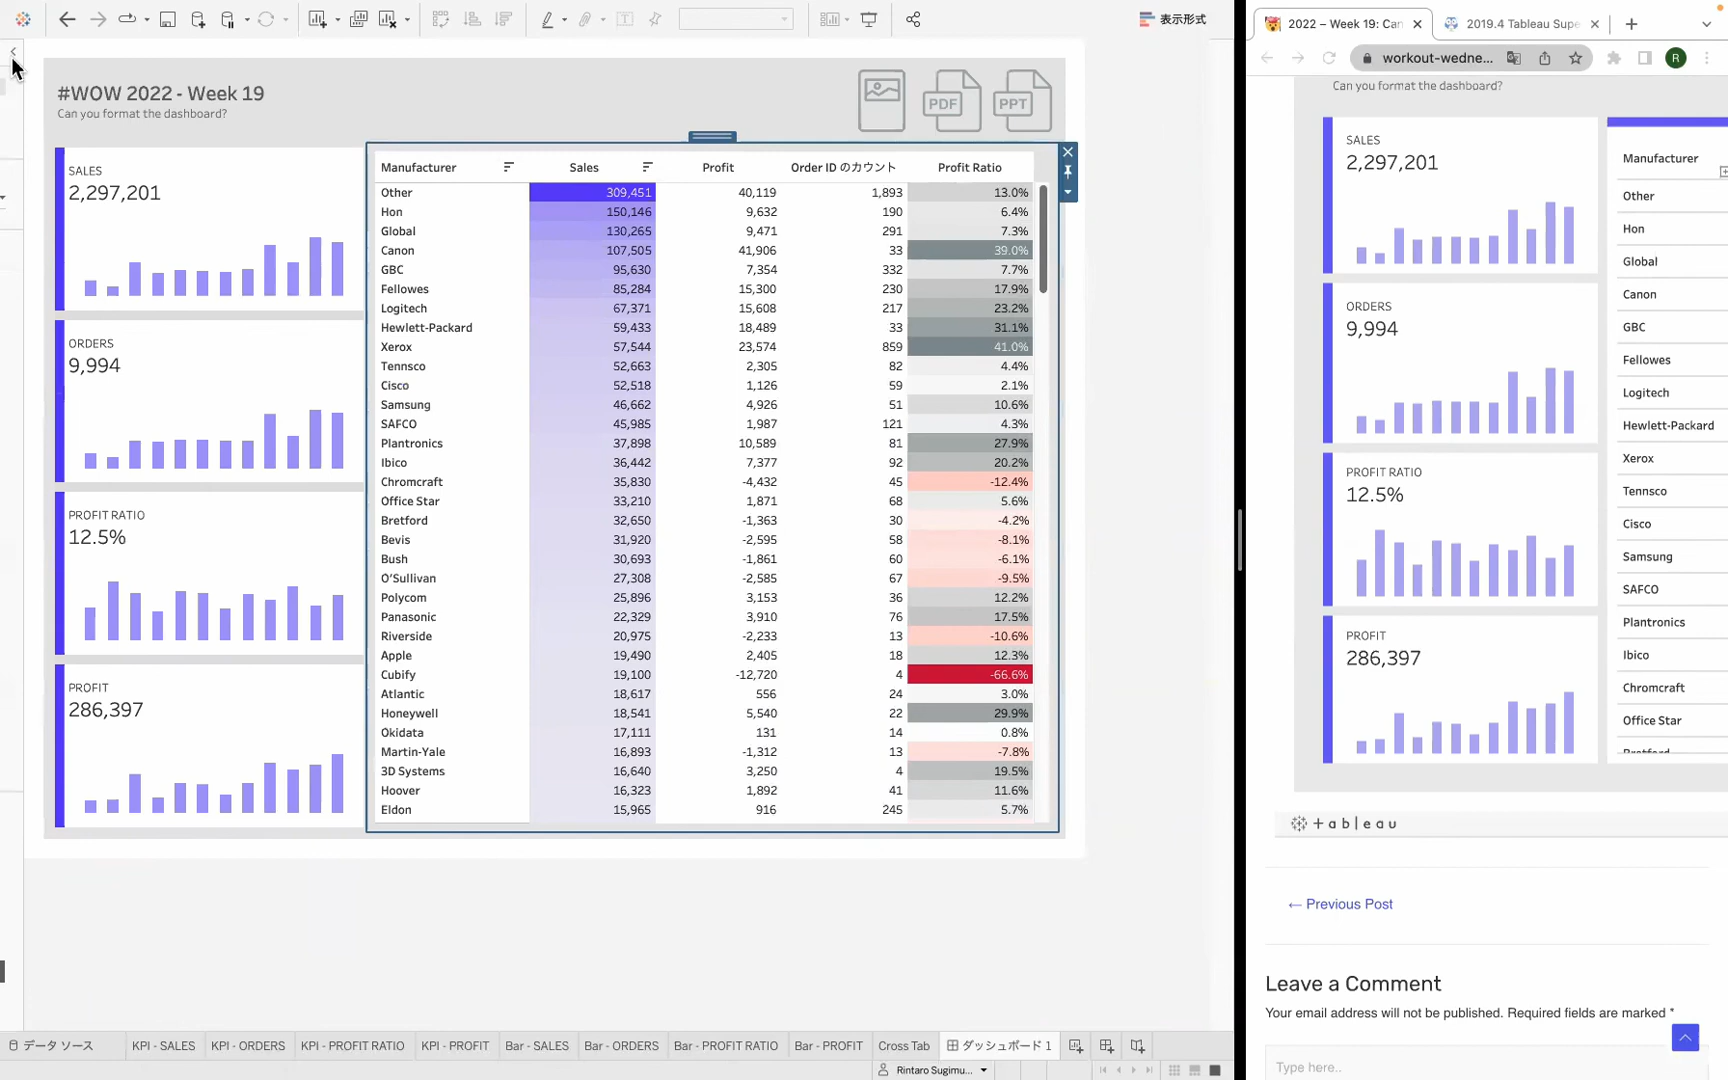 表示形式
#WOW 2022 - Week 19
Can you format the dashboard?
PDF
PPT
SALES
2,297,201
ORDERS
9,994
PROFIT RATIO
12.5%
PROFIT
286,397
Manufacturer Sales Profit Order ID のカウント Profit Ratio
Other 309,451 40,119 1,893 13.0%
Hon 150,146 9,632 190 6.4%
Global 130,265 9,471 291 7.3%
Canon 107,505 41,906 33 39.0%
GBC 95,630 7,354 332 7.7%
Fellowes 85,284 15,300 230 17.9%
Logitech 67,371 15,608 217 23.2%
Hewlett-Packard 59,433 18,489 33 31.1%
Xerox 57,544 23,574 859 41.0%
Tennsco 52,663 2,305 82 4.4%
Cisco 52,518 1,126 59 2.1%
Samsung 46,662 4,926 51 10.6%
SAFCO 45,985 1,987 121 4.3%
Plantronics 37,898 10,589 81 27.9%
Ibico 36,442 7,377 92 20.2%
Chromcraft 35,830 -4,432 45 -12.4%
Office Star 33,210 1,871 68 5.6%
Bretford 32,650 -1,363 30 -4.2%
Bevis 31,920 -2,595 58 -8.1%
Bush 30,693 -1,861 60 -6.1%
O'Sullivan 27,308 -2,585 67 -9.5%
Polycom 25,896 3,153 36 12.2%
Panasonic 22,329 3,910 76 17.5%
Riverside 20,975 -2,233 13 -10.6%
Apple 19,490 2,405 18 12.3%
Cubify 19,100 -12,720 4 -66.6%
Atlantic 18,617 556 24 3.0%
Honeywell 18,541 5,540 22 29.9%
Okidata 17,111 131 14 0.8%
Martin-Yale 16,893 -1,312 13 -7.8%
3D Systems 16,640 3,250 4 19.5%
Hoover 16,323 1,892 41 11.6%
Eldon 15,965 916 245 5.7%
データ ソース KPI - SALES KPI - ORDERS KPI - PROFIT RATIO KPI - PROFIT Bar - SALES Bar - ORDERS Bar - PROFIT RATIO Bar - PROFIT Cross Tab ダッシュボード 1
Rintaro Sugimu...
2022 – Week 19: Can
2019.4 Tableau Supe
workout-wedne...
R
Can you format the dashboard?
SALES
2,297,201
ORDERS
9,994
PROFIT RATIO
12.5%
PROFIT
286,397
Manufacturer
Other
Hon
Global
Canon
GBC
Fellowes
Logitech
Hewlett-Packard
Xerox
Tennsco
Cisco
Samsung
SAFCO
Plantronics
Ibico
Chromcraft
Office Star
Bretford
+ableau
← Previous Post
Leave a Comment
Your email address will not be published. Required fields are marked *
Type here..